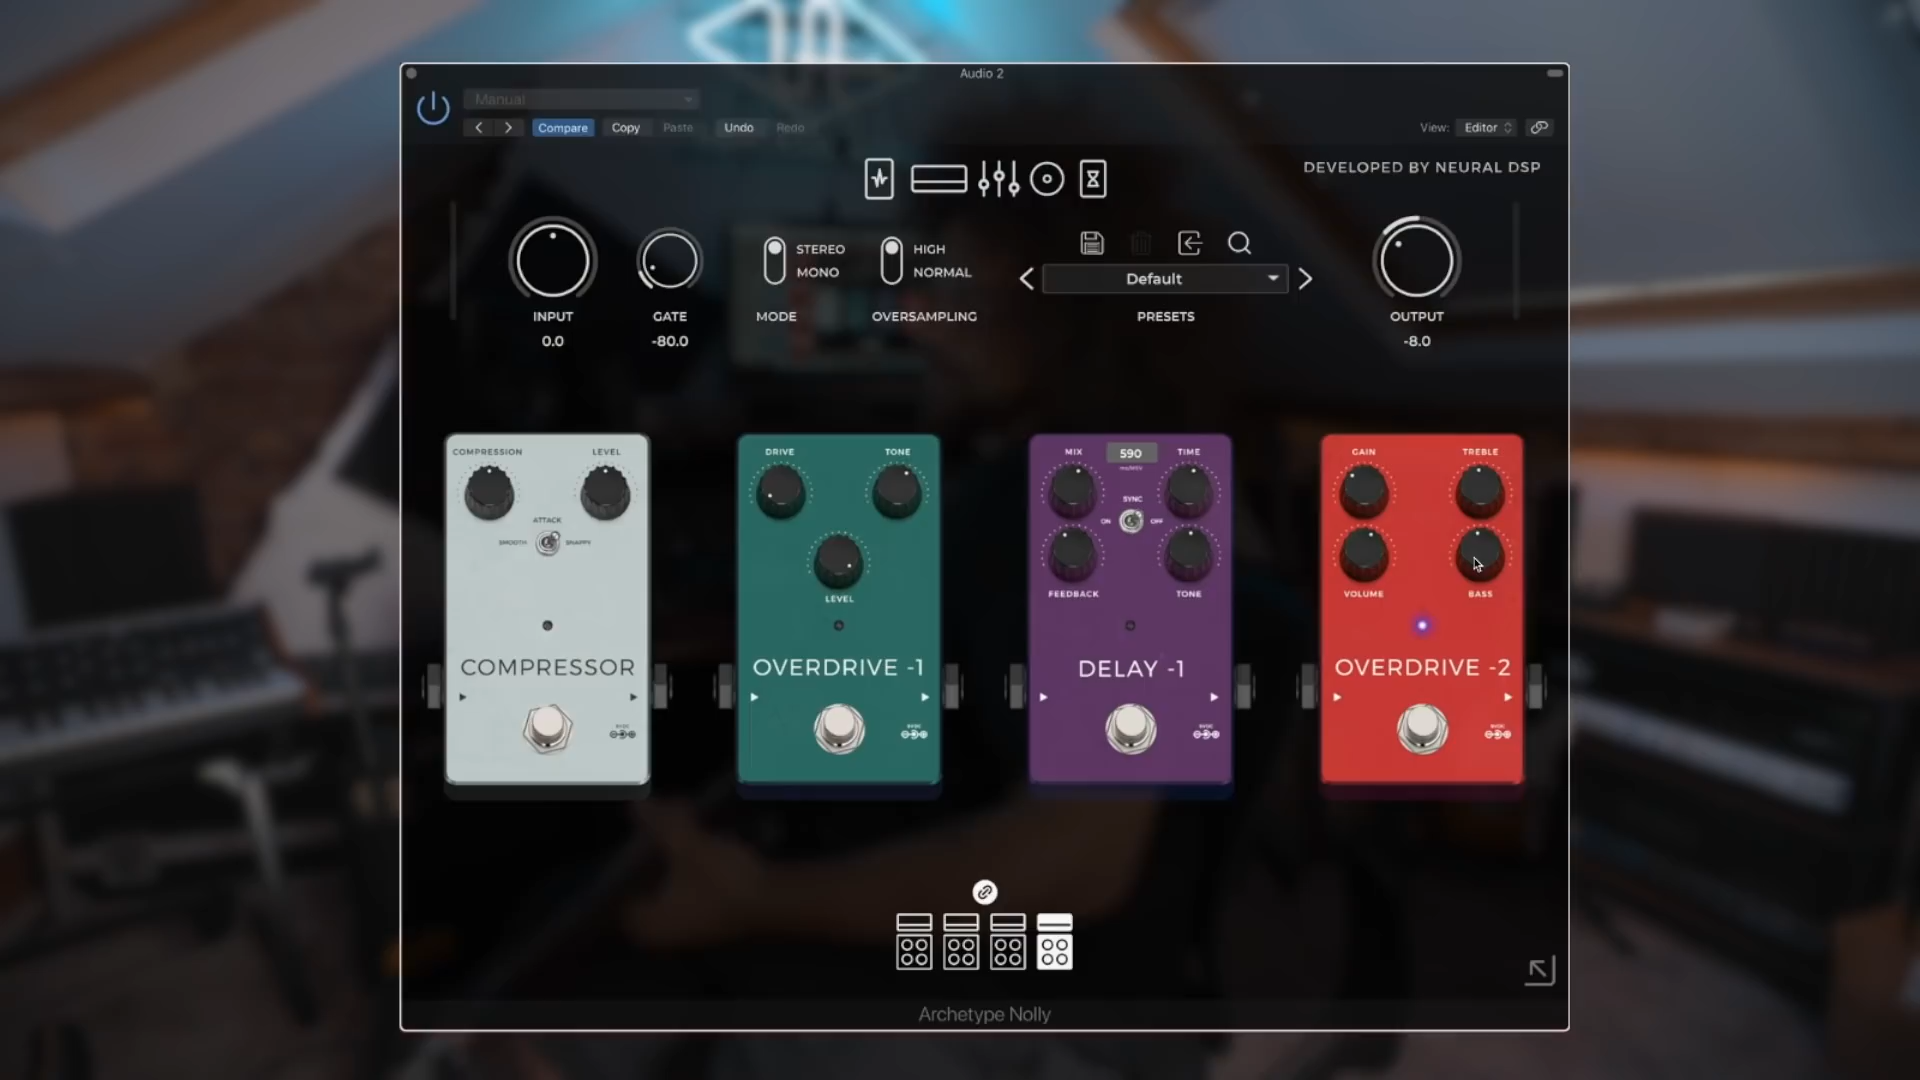 Audio 2
Manual
Compare Copy Paste Undo Redo
View: Editor
DEVELOPED BY NEURAL DSP
STEREO
MONO
HIGH
NORMAL
Default
INPUT
GATE
MODE
OVERSAMPLING
PRESETS
OUTPUT
0.0
-80.0
-8.0
COMPRESSION
LEVEL
ATTACK
SMOOTH
SNAPPY
COMPRESSOR
DRIVE
TONE
LEVEL
OVERDRIVE -1
MIX
590
TIME
SYNC
ON
OFF
FEEDBACK
TONE
DELAY -1
GAIN
TREBLE
VOLUME
BASS
OVERDRIVE -2
Archetype Nolly